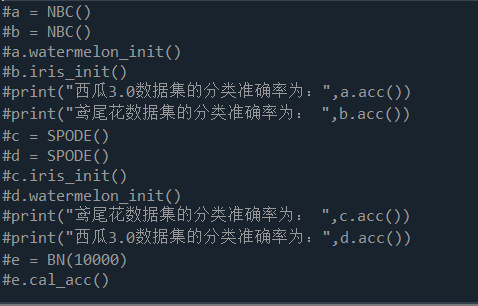 #a = NBC()
#b = NBC()
#a.watermelon_init()
#b.iris_init()
#print("西瓜3.0数据集的分类准确率为：",a.acc())
#print("鸢尾花数据集的分类准确率为： ",b.acc())
#c = SPODE()
#d = SPODE()
#c.iris_init()
#d.watermelon_init()
#print("鸢尾花数据集的分类准确率为： ",c.acc())
#print("西瓜3.0数据集的分类准确率为：",d.acc())
#e = BN(10000)
#e.cal_acc()